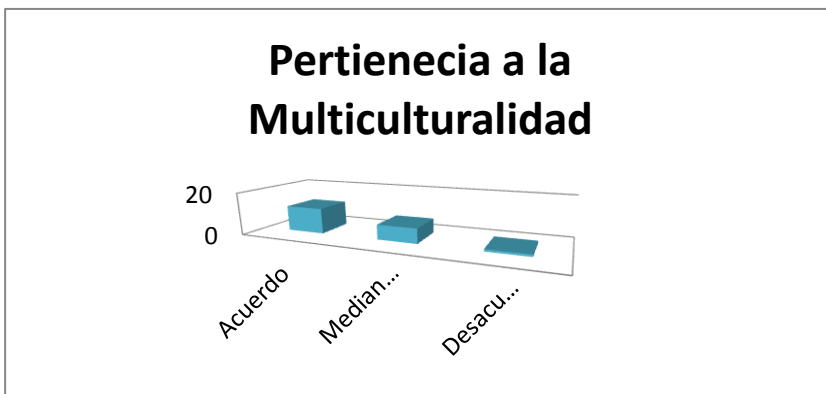 Pertienecia a la
Multiculturalidad
20
0
Acuerdo
Median...
Desacu...